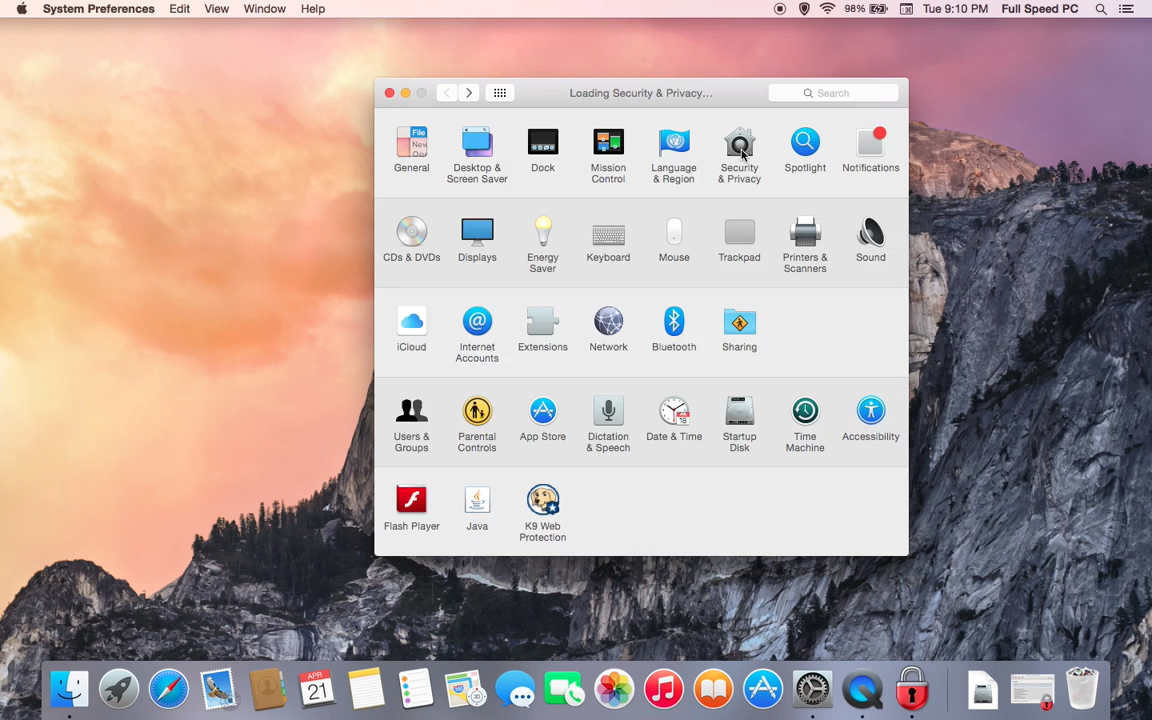 System Preferences Edit View Window Help 98% Tue 9:10 PM Full Speed PC
Loading Security & Privacy... Search
File
New
General Desktop & Screen Saver Dock Mission Control Language & Region Security & Privacy Spotlight Notifications
CDs & DVDs Displays Energy Saver Keyboard Mouse Trackpad Printers & Scanners Sound
iCloud Internet Accounts Extensions Network Bluetooth Sharing
18
Users & Groups Parental Controls App Store Dictation & Speech Date & Time Startup Disk Time Machine Accessibility
Flash Player Java K9 Web Protection
APR
21